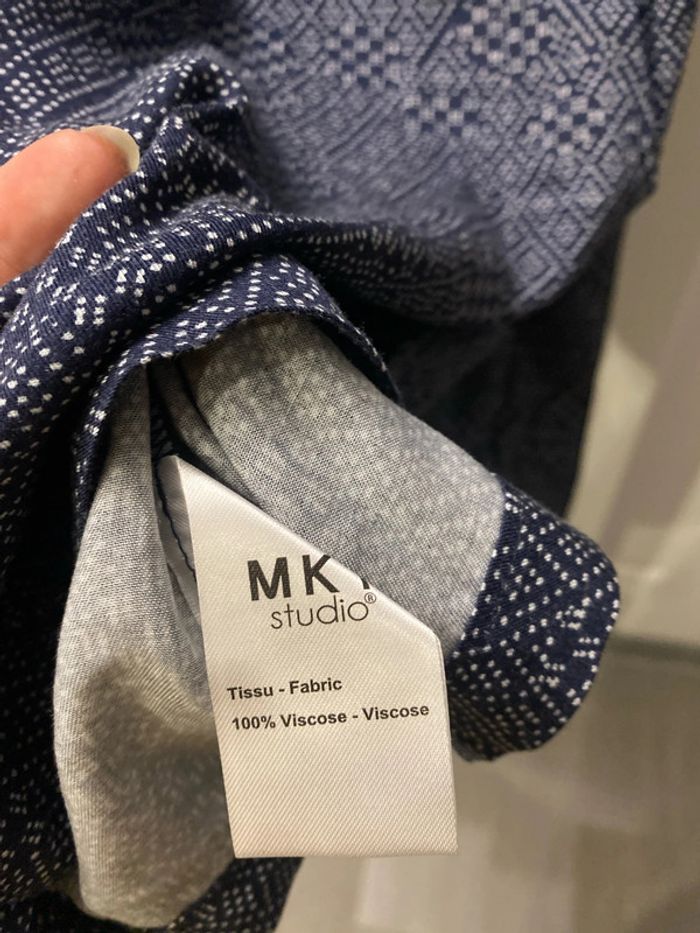 MK
studio®
Tissu - Fabric
100% Viscose - Viscose